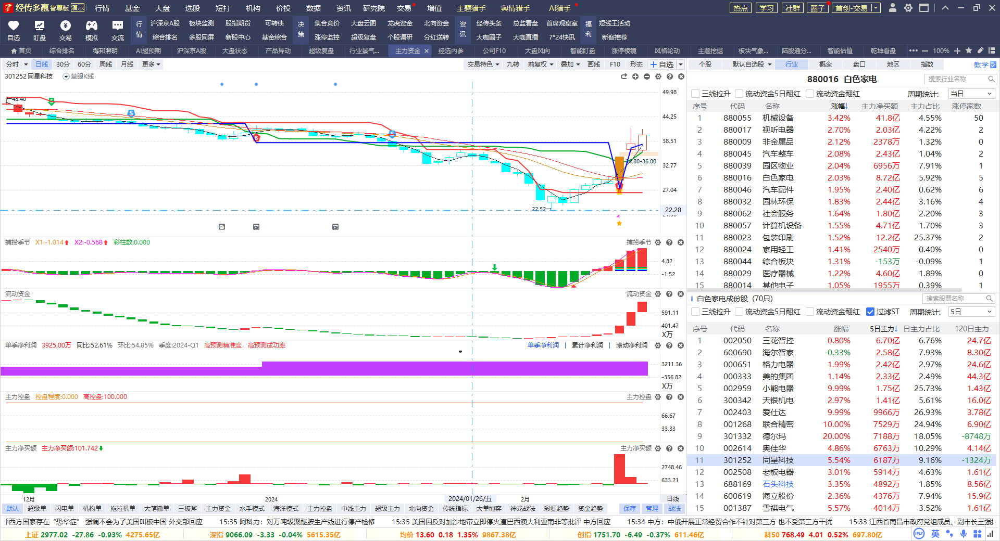 经传多赢 智尊版 演示 行情 基金 大盘 选股 短打 机构 价投 数据 资讯 研究院 交易 增值 主题猎手 舆情猎手 AI猎手 热点 学习 社群 圈子 首创-交易
自选 盯盘 交易 模拟 交流
行情 沪深京A股 板块监测 股指期货 可转债 决策 集合竞价 大盘云图 龙虎资金 北向资金 资讯 经传头条 总监看盘 首席观察室 福利 短线王活动
综合排名 多股同屏 新股中心 基金综合 涨停监控 超级复盘 个股调研 分红送转 大咖圈子 大咖直播 7*24快讯 新客推荐
首页 综合排名 得邦照明 AI超预期 沪深京A股 大盘状态 产品异动 超级复盘 行业景气... 主力资金 × 经选内参 公司F10 大盘风向 智能盯盘 涨停棱镜 风格轮动 主题挖掘 板块气象... 陆股通分... 智能估值 乾坤看盘 100%
分时 日线 30分 60分 周线 月线 更多 交易特色 九转 前复权 叠加 画线 F10 形态 自选
301252 同星科技 慧眼K线
48.40
49.98
44.25
38.51
34.80-36.00
32.77
27.04
22.52
22.28
捕捞季节 X1:-1.014 X2:-0.568 彩柱数:0.000 捕捞季节
4.82
-1.52
流动资金 流动资金
591.11
401.47
X万
单季净利润 3925.00万 同比:52.61% 环比:54.85% 季度:2024-Q1 高预测精准度，高预测成功率 单季净利润 | 累计净利润 | 滚动净利润
3211.36
-356.82
X万
主力控盘 控盘程度:0.000 高控盘:100.000 主力控盘
66.67
33.33
主力净买额 主力净买额:101.742 主力净买额
2748.46
633.21
12月 2024 2024/01/26/五 2月 日线
默认 超级单 闪电单 机构单 拖拉机单 大笔撤单 三板斧 主力资金 水手模式 海洋模式 主力控盘 中线主力 超级主力 北向资金 传统指标 大单博弈 神龙战法 彩虹趋势 资金趋势 保存 管理 战法
个股 默认自选股 行业 概念 盘口 地区 指数 教学
880016 白色家电 搜索行业名称
三线拉升 流动资金5日翻红 流动资金翻红 周期统计: 当日
序号 代码 名称 涨幅↓ 主力净买额 主力占比 涨停家数
1 880055 机械设备 3.42% 41.8亿 4.55% 50
2 880017 视听电器 2.70% 2.03亿 4.22% 2
3 880009 非金属品 2.12% 2378万 1.32% 0
4 880045 汽车整车 2.08% 2.43亿 1.04% 2
5 880039 园区物业 2.04% 6956万 7.91% 1
6 880016 白色家电 2.03% 8.72亿 5.92% 5
7 880046 汽车配件 1.95% 2.40亿 0.62% 6
8 880032 园林环保 1.83% 2.44亿 3.16% 4
9 880062 社会服务 1.64% 1.80亿 2.20% 3
10 880057 计算机设备 1.55% 4.71亿 1.70% 3
11 880023 包装印刷 1.52% 12.2亿 25.37% 2
12 880024 家用轻工 1.41% 2540万 0.40% 0
13 880044 综合板块 1.31% -153万 -0.09% 1
14 880029 医疗器械 1.22% 4.60亿 1.89% 0
15 880014 其他电子 1.05% 1955万 0.39% 1
白色家电成份股 (70只) 搜索股票名称
三线拉升 流动资金5日翻红 流动资金翻红 过滤ST 周期统计: 5日
序号 代码 名称 涨幅 5日主力↓ 日主力占比 120日主力
1 002050 三花智控 0.80% 6.70亿 6.76% 24.7亿
2 600690 海尔智家 -0.33% 2.58亿 7.93% 8.30亿
3 000651 格力电器 1.99% 2.42亿 2.97% 24.6亿
4 000333 美的集团 1.14% 2.33亿 2.49% 44.3亿
5 002959 小熊电器 9.99% 1.75亿 25.73% 1.43亿
6 300342 天银机电 2.97% 1.41亿 5.61% 16.0亿
7 002403 爱仕达 9.99% 9966万 26.93% 3.78亿
8 001268 联合精密 10.00% 7529万 24.94% 6.90亿
9 301332 德尔玛 20.00% 7188万 18.05% -8748万
10 002614 奥佳华 4.86% 6763万 10.29% 4.14亿
11 301252 同星科技 5.54% 6187万 9.16% -1324万
12 002508 老板电器 3.01% 5914万 4.63% 1.61亿
13 688169 石头科技 3.35% 4892万 1.85% 8.56亿
14 600619 海立股份 2.36% 4376万 7.94% 15.9亿
15 001387 雪祺电气 5.57% 4014万 3.52% 1.61亿
西方国家存在“恐华症” 强调不会为了美国叫板中国 外交部回应 15:35 阿科力：对万吨级聚醚胺生产线进行停产检修 15:35 美国因反对加沙地带立即停火遭巴西澳大利亚南非等批评 中方回应 15:34 中方：中俄开展正常经贸合作不针对第三方 也不受第三方干扰 15:33 江西省南昌市政府党组成员、副市长王强
上证 2977.02 -27.86 -0.93% 4275.65亿 深指 9066.09 -3.33 -0.04% 5615.35亿 均价 13.60 0.18 1.35% 9867.38亿 创指 1751.70 -6.49 -0.37% 611.46亿 科50 768.49 4.01 0.52% 697.80亿 iFLY 英